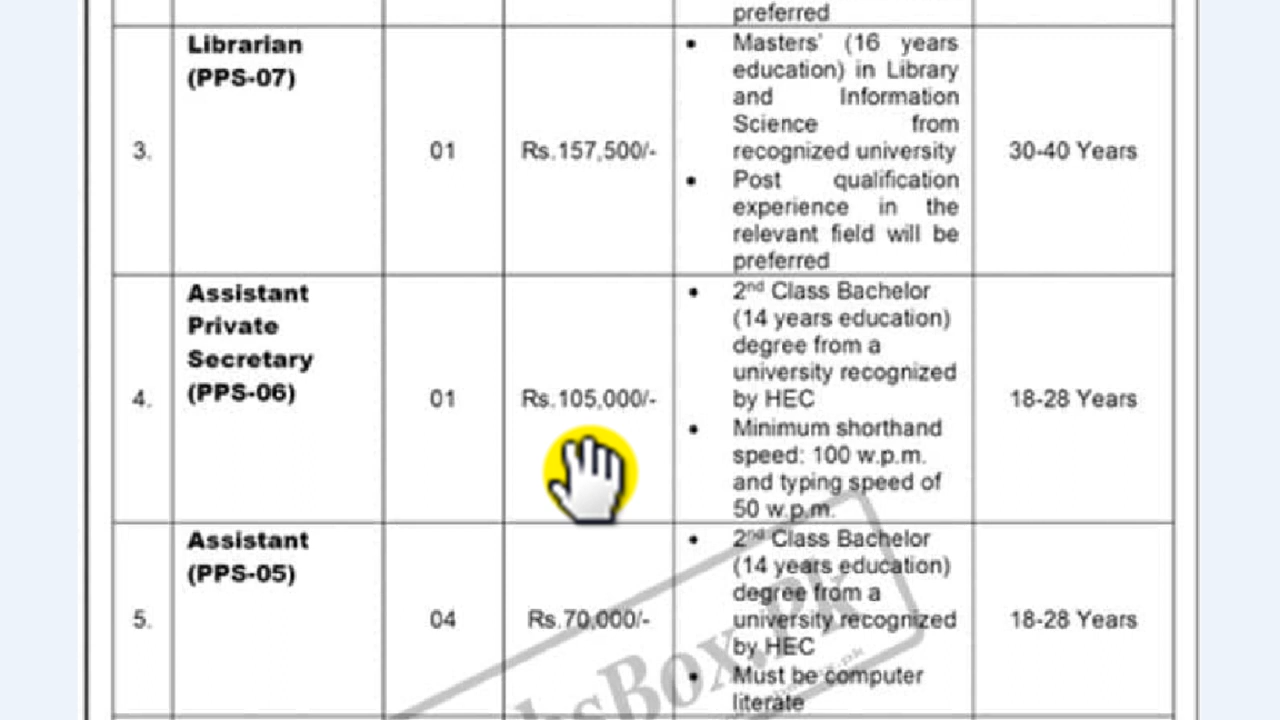 preferred
3.
Librarian
(PPS-07)
01
Rs.157,500/-
• Masters' (16 years
education) in Library
and Information
Science from
recognized university
• Post qualification
experience in the
relevant field will be
preferred
30-40 Years
4.
Assistant
Private
Secretary
(PPS-06)
01
Rs.105,000/-
• 2nd Class Bachelor
(14 years education)
degree from a
university recognized
by HEC
• Minimum shorthand
speed: 100 w.p.m.
and typing speed of
50 w.p.m.
18-28 Years
5.
Assistant
(PPS-05)
04
Rs.70,000/-
• 2nd Class Bachelor
(14 years education)
degree from a
university recognized
by HEC
• Must be computer
literate
18-28 Years